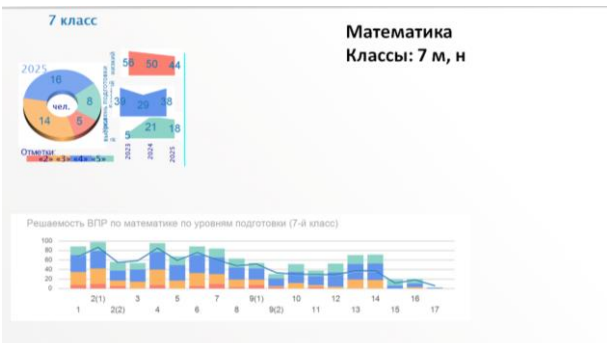 7 класс
Математика
Классы: 7 м, н
2025
16
8
5
14
чел.
низкий
56 50 44
39 29 38
5 21 18
2023 2024 2025
Отметки
«2» «3» «4» «5»
Решаемость ВПР по математике по уровням подготовки (7-й класс)
100
80
60
40
20
0
2(1) 3 5 7 9(1) 10 12 14 16
1 2(2) 4 6 8 9(2) 11 13 15 17